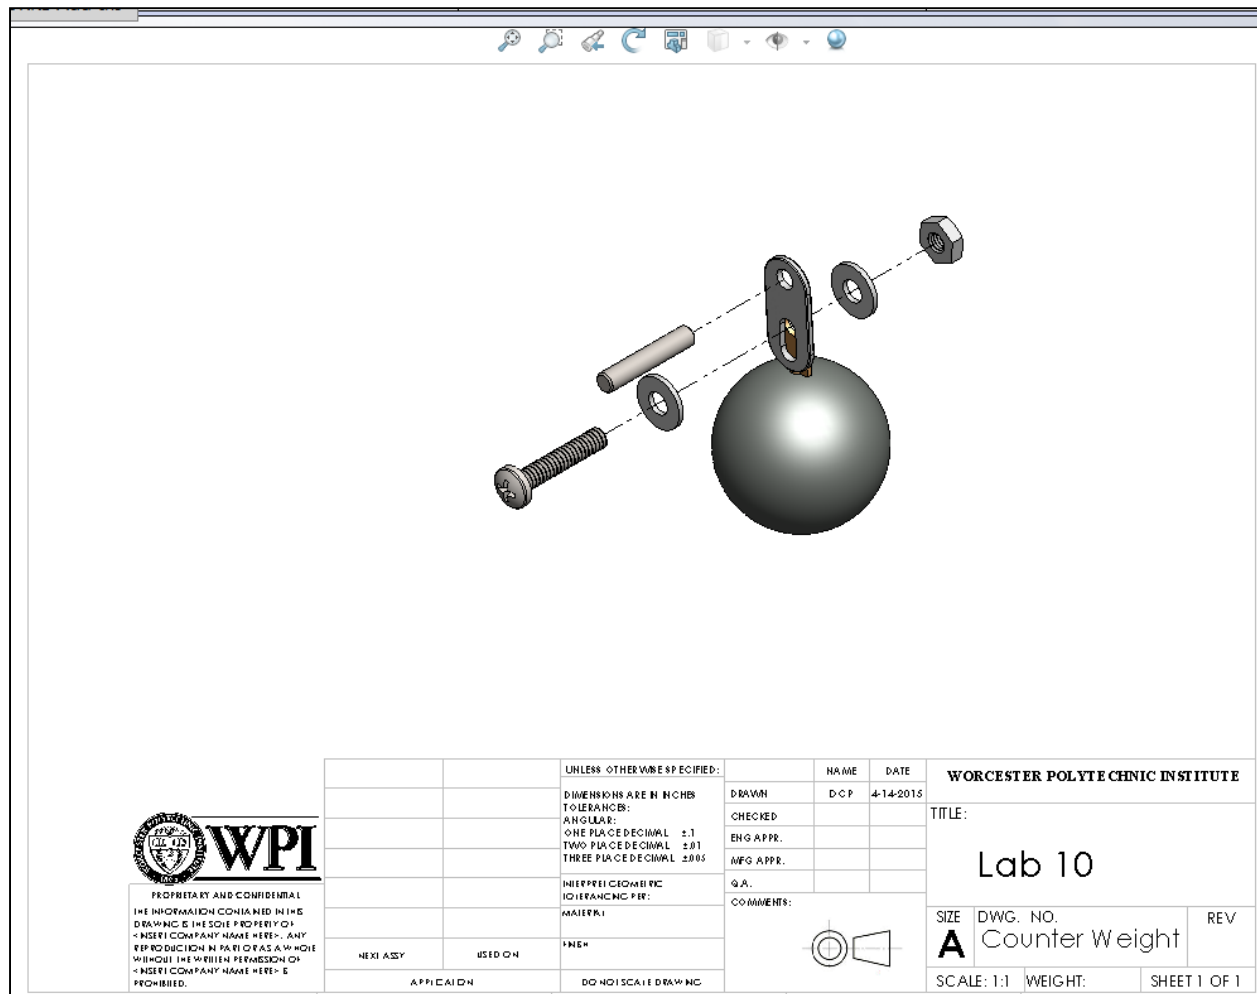 UNLESS OTHERWISE SPECIFIED:
DIMENSIONS ARE IN INCHES
TOLERANCES:
ANGULAR:
ONE PLACE DECIMAL ±.1
TWO PLACE DECIMAL ±.01
THREE PLACE DECIMAL ±.005
INTERPRET GEOMETRIC
TOLERANCING PER:
MATERIAL
FINISH
DO NOT SCALE DRAWING
NEXT ASSY USED ON
APPLICATION
NAME DATE
DRAWN DCP 4-14-2015
CHECKED
ENG APPR.
MFG APPR.
Q.A.
COMMENTS:
WORCESTER POLYTECHNIC INSTITUTE
TITLE:
Lab 10
SIZE DWG. NO. REV
A Counter Weight
SCALE: 1:1 WEIGHT: SHEET 1 OF 1
WPI
PROPRIETARY AND CONFIDENTIAL
THE INFORMATION CONTAINED IN THIS
DRAWING IS THE SOLE PROPERTY OF
<INSERT COMPANY NAME HERE>. ANY
REPRODUCTION IN PART OR AS A WHOLE
WITHOUT THE WRITTEN PERMISSION OF
<INSERT COMPANY NAME HERE> IS
PROHIBITED.